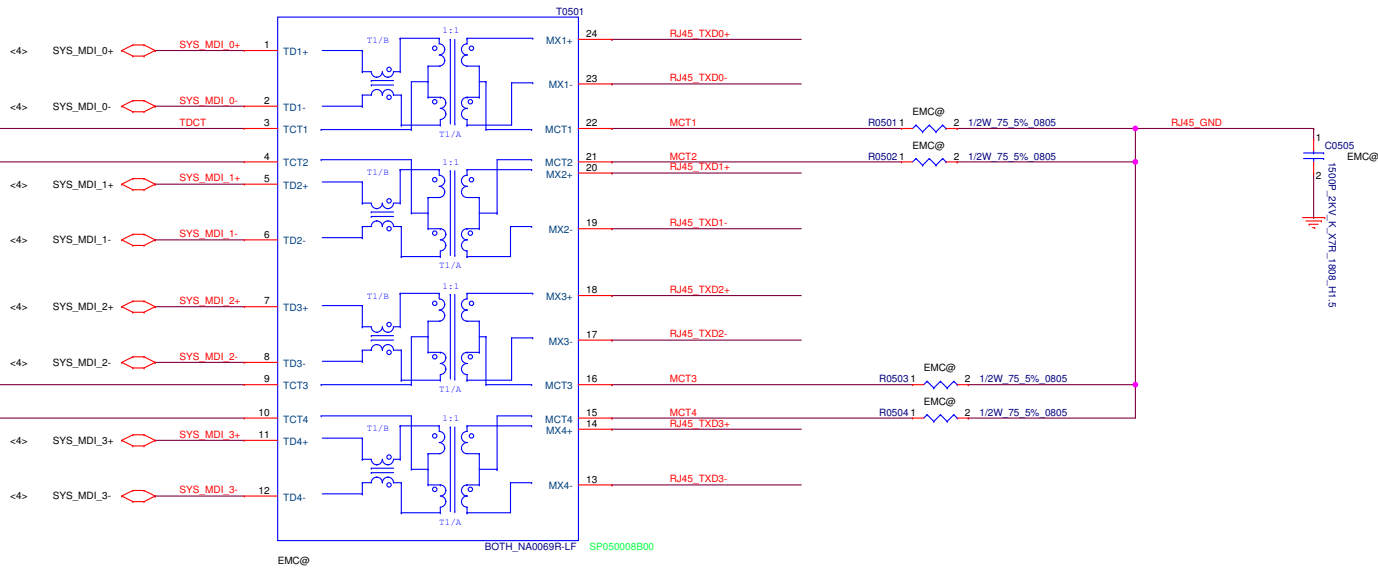 T0501
<4> SYS_MDI_0+ SYS_MDI_0+ 1 TD1+ T1/B 1:1 MX1+ 24 RJ45_TXD0+
MX1- 23 RJ45_TXD0-
<4> SYS_MDI_0- SYS_MDI_0- 2 TD1-
TDCT 3 TCT1 T1/A MCT1 22 MCT1 R0501 1 EMC@ 2 1/2W_75_5%_0805 RJ45_GND
4 TCT2 1:1 MCT2 21 MCT2 R0502 1 EMC@ 2 1/2W_75_5%_0805
1 C0505 EMC@
2 1500P_2KV_K_X7R_1808_H1.5
<4> SYS_MDI_1+ SYS_MDI_1+ 5 TD2+ T1/B MX2+ 20 RJ45_TXD1+
<4> SYS_MDI_1- SYS_MDI_1- 6 TD2- MX2- 19 RJ45_TXD1-
T1/A
<4> SYS_MDI_2+ SYS_MDI_2+ 7 TD3+ T1/B 1:1 MX3+ 18 RJ45_TXD2+
MX3- 17 RJ45_TXD2-
<4> SYS_MDI_2- SYS_MDI_2- 8 TD3-
9 TCT3 T1/A MCT3 16 MCT3 R0503 1 EMC@ 2 1/2W_75_5%_0805
10 TCT4 1:1 MCT4 15 MCT4 R0504 1 EMC@ 2 1/2W_75_5%_0805
<4> SYS_MDI_3+ SYS_MDI_3+ 11 TD4+ T1/B MX4+ 14 RJ45_TXD3+
<4> SYS_MDI_3- SYS_MDI_3- 12 TD4- MX4- 13 RJ45_TXD3-
T1/A
BOTH_NA0069R-LF SP050008B00
EMC@